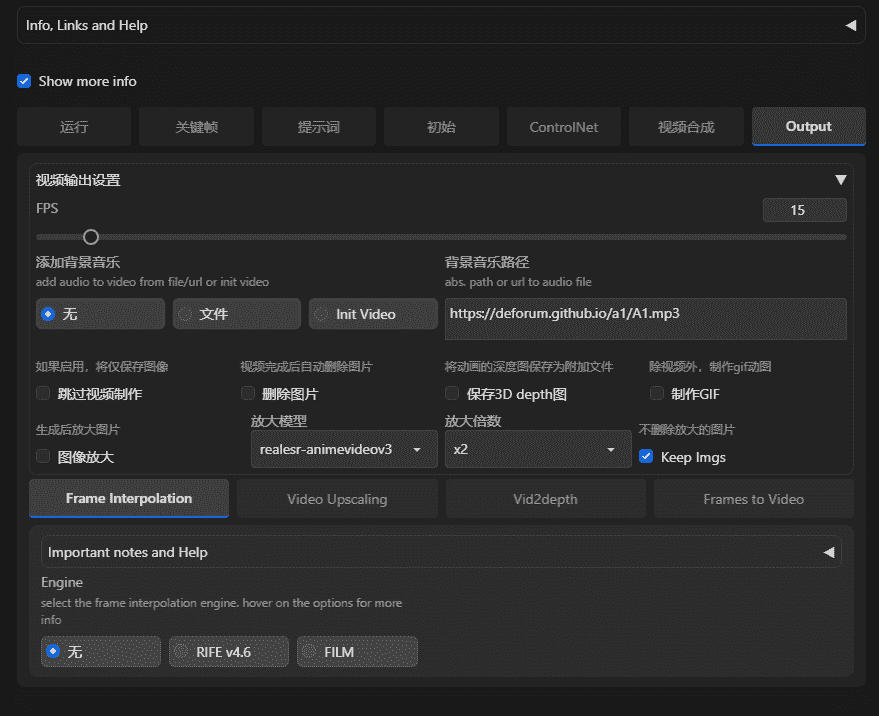 Info, Links and Help
Show more info
运行
关键帧
提示词
初始
ControlNet
视频合成
Output
视频输出设置
FPS
15
添加背景音乐
add audio to video from file/url or init video
无
文件
Init Video
背景音乐路径
abs. path or url to audio file
https://deforum.github.io/a1/A1.mp3
如果启用，将仅保存图像
跳过视频制作
视频完成后自动删除图片
删除图片
将动画的深度图保存为附加文件
保存3D depth图
除视频外，制作gif动图
制作GIF
生成后放大图片
图像放大
放大模型
realesr-animevideov3
放大倍数
x2
不删除放大的图片
Keep Imgs
Frame Interpolation
Video Upscaling
Vid2depth
Frames to Video
Important notes and Help
Engine
select the frame interpolation engine. hover on the options for more
info
无
RIFE v4.6
FILM